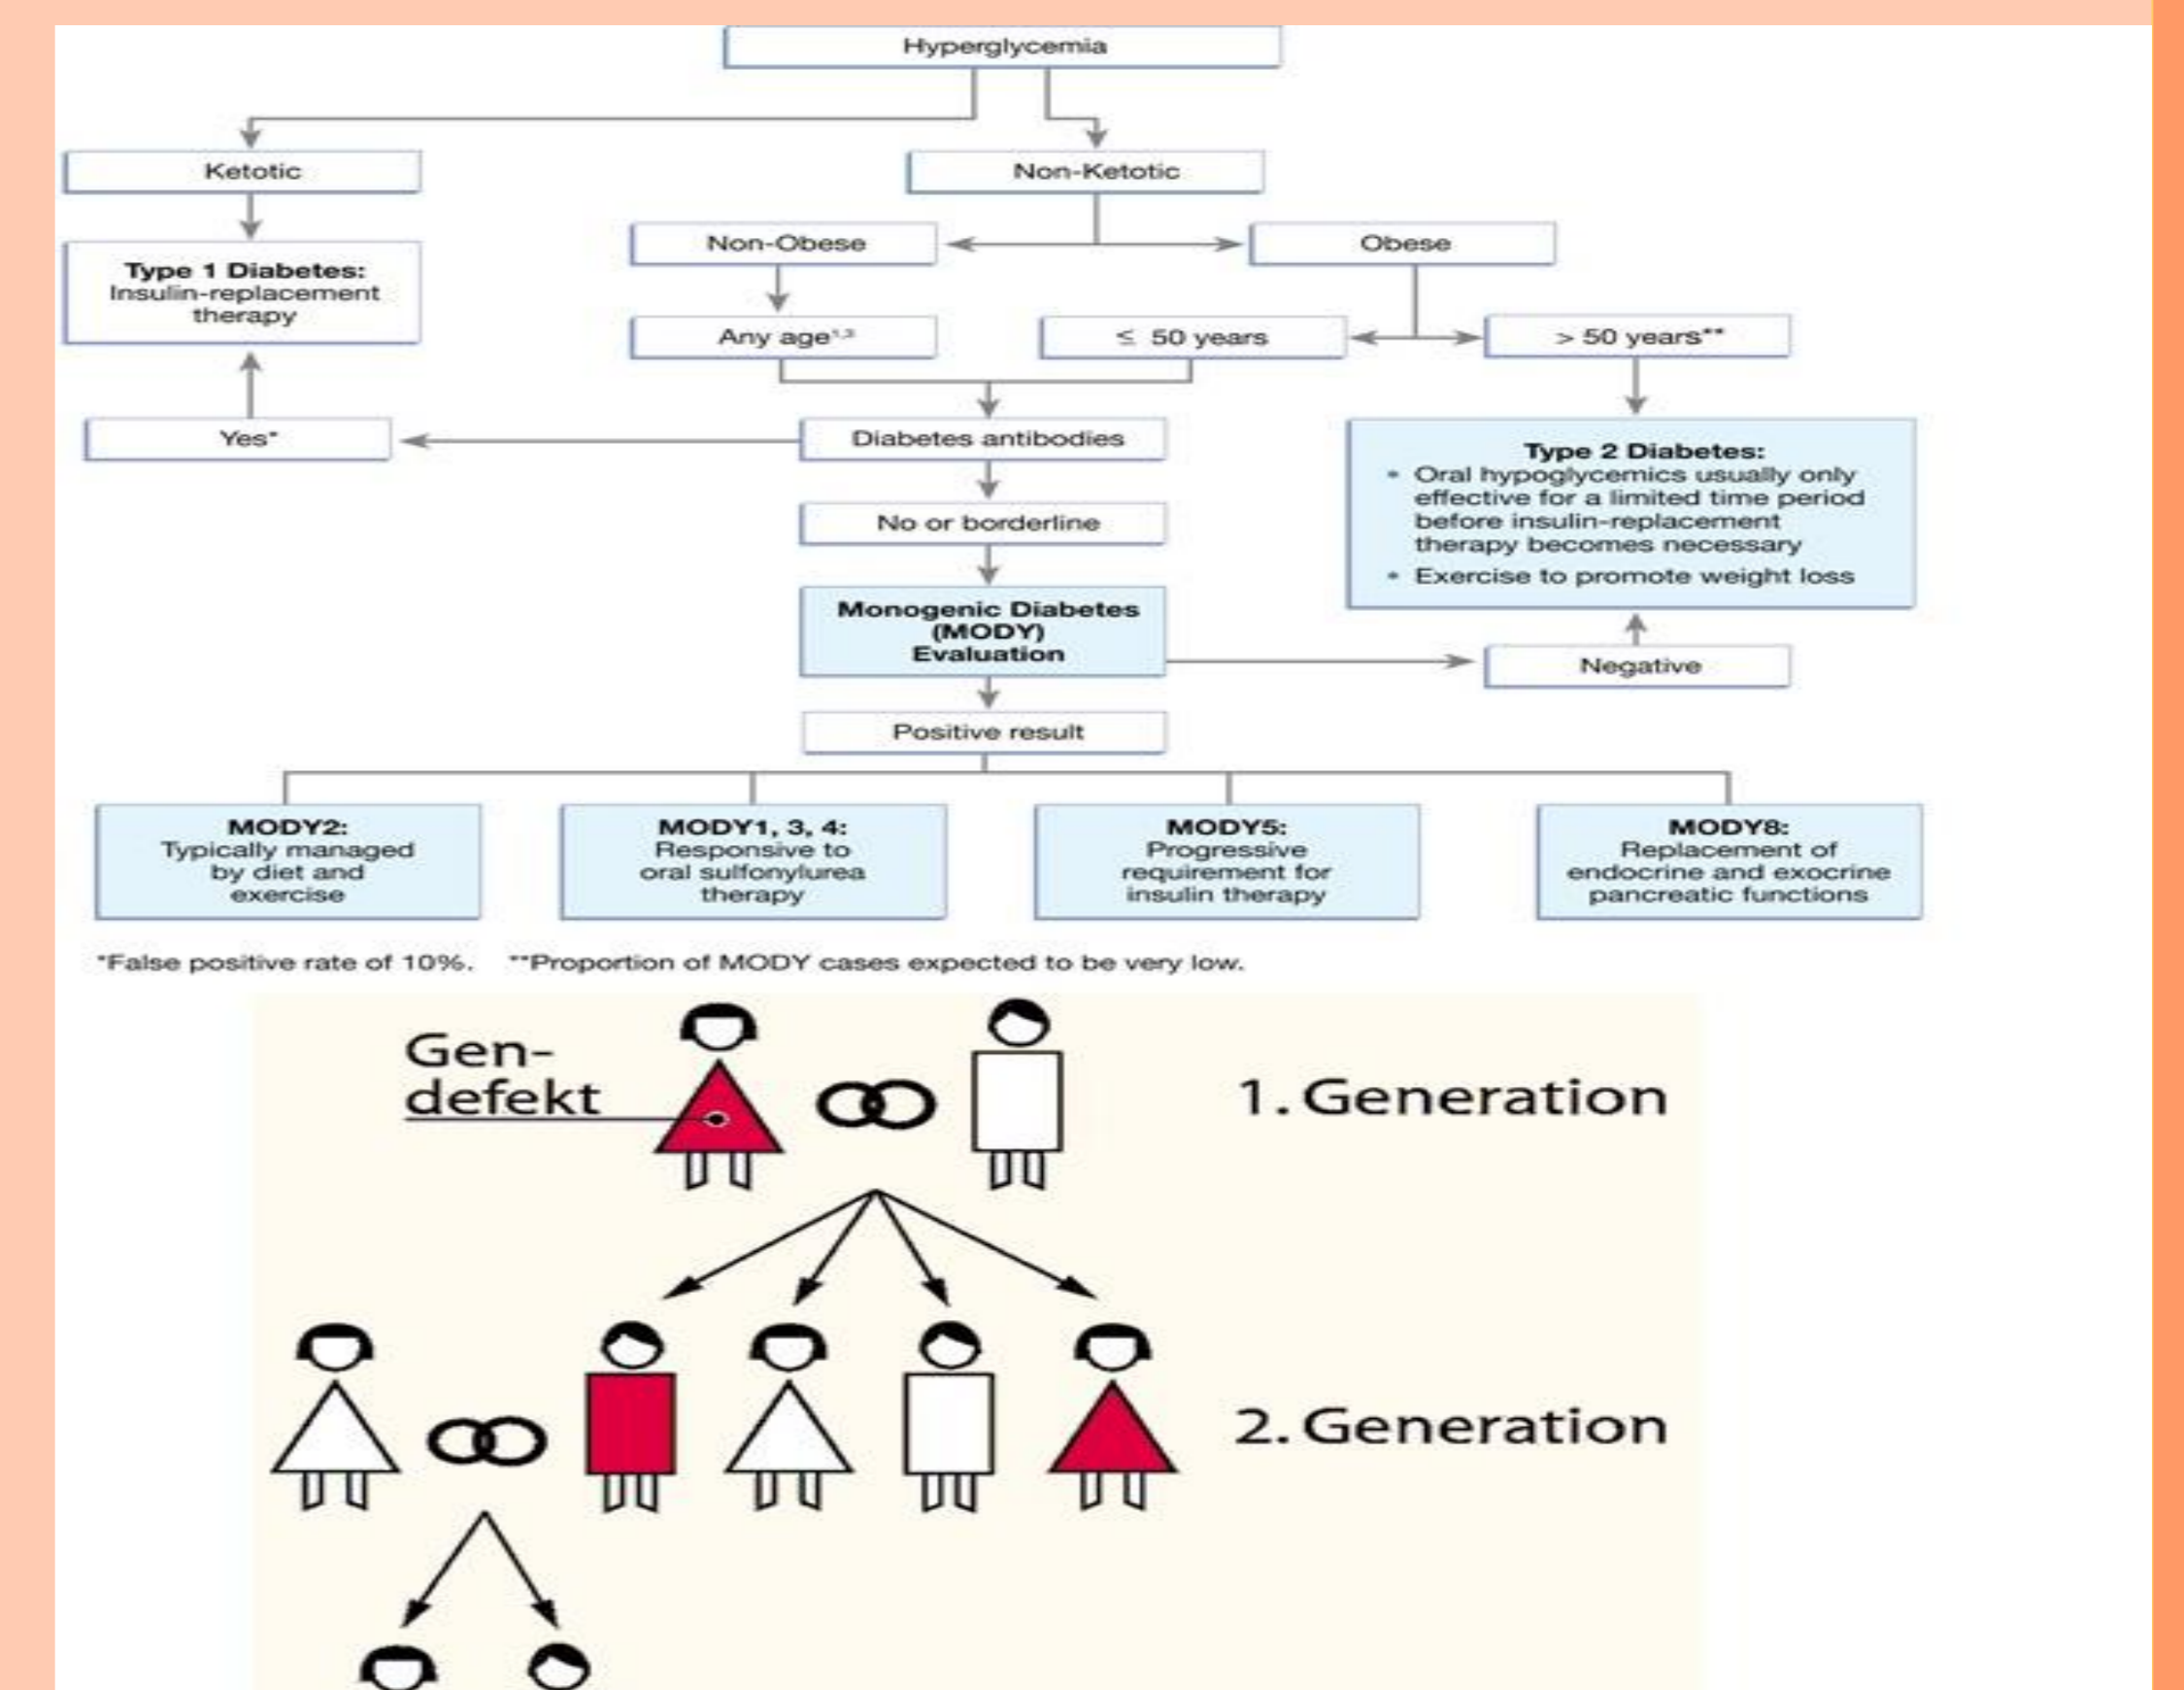 Hyperglycemia
Ketotic
Non-Ketotic
Non-Obese
Obese
Type 1 Diabetes:
Insulin-replacement
therapy
Any age¹,³
≤ 50 years
> 50 years**
Yes*
Diabetes antibodies
Type 2 Diabetes:
• Oral hypoglycemics usually only
effective for a limited time period
before insulin-replacement
therapy becomes necessary
• Exercise to promote weight loss
No or borderline
Monogenic Diabetes
(MODY)
Evaluation
Negative
Positive result
MODY2:
Typically managed
by diet and
exercise
MODY1, 3, 4:
Responsive to
oral sulfonylurea
therapy
MODY5:
Progressive
requirement for
insulin therapy
MODY8:
Replacement of
endocrine and exocrine
pancreatic functions
*False positive rate of 10%. **Proportion of MODY cases expected to be very low.
Gen-
defekt
1. Generation
2. Generation